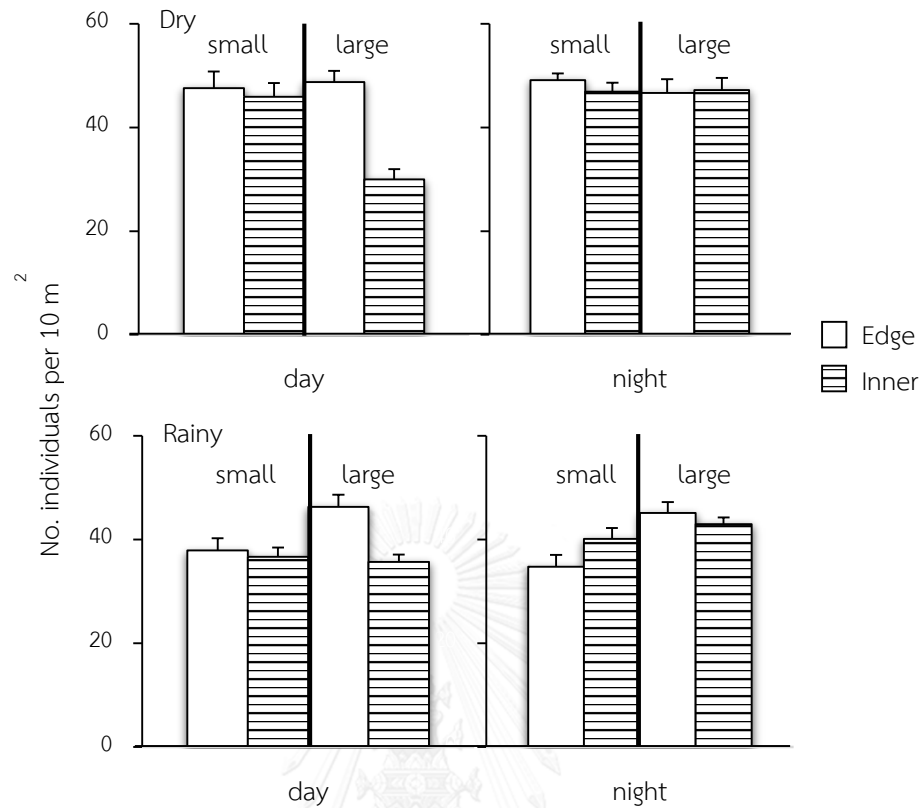 60
Dry
small
large
small
large
40
20
0
day
night
No. individuals per 10 m 2
Edge
Inner
60
Rainy
small
large
small
large
40
20
0
day
night